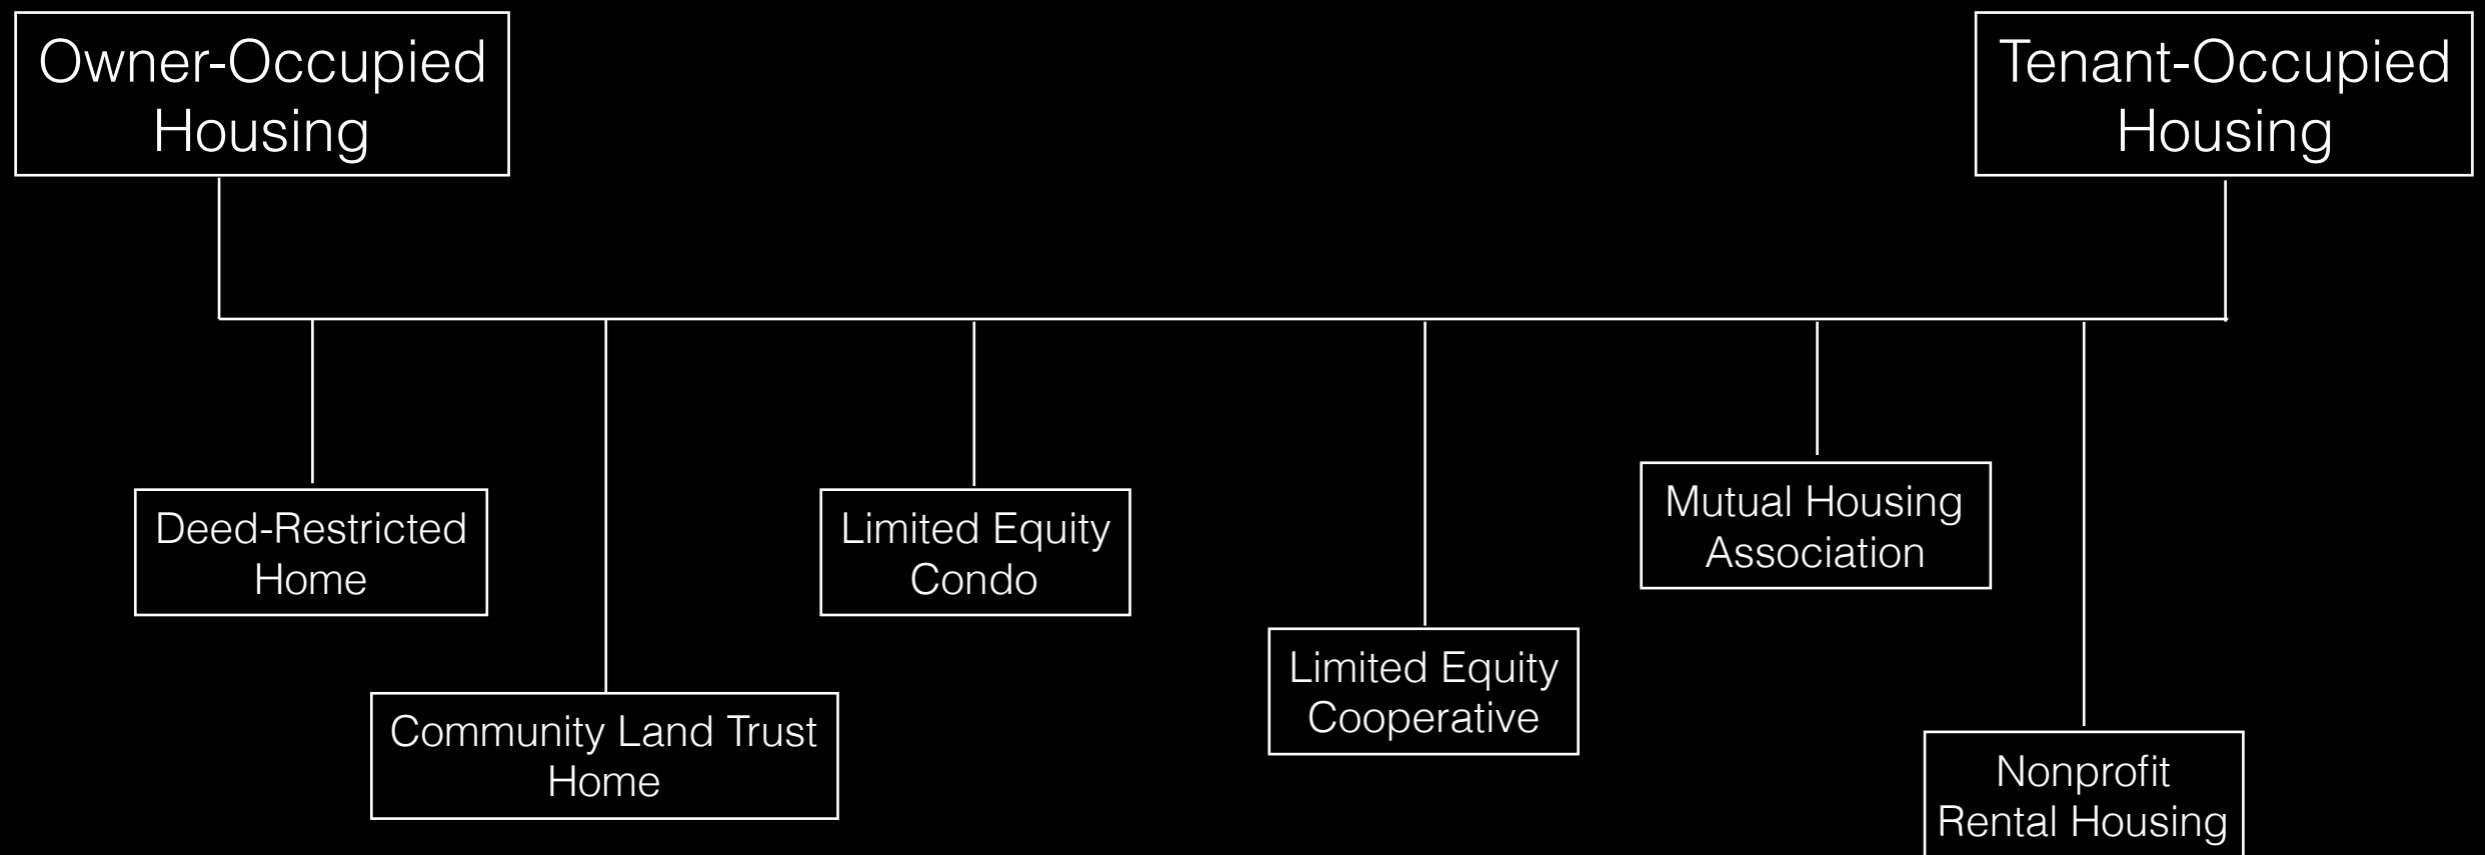 Owner-Occupied
Housing
Tenant-Occupied
Housing
Deed-Restricted
Home
Community Land Trust
Home
Limited Equity
Condo
Limited Equity
Cooperative
Mutual Housing
Association
Nonprofit
Rental Housing